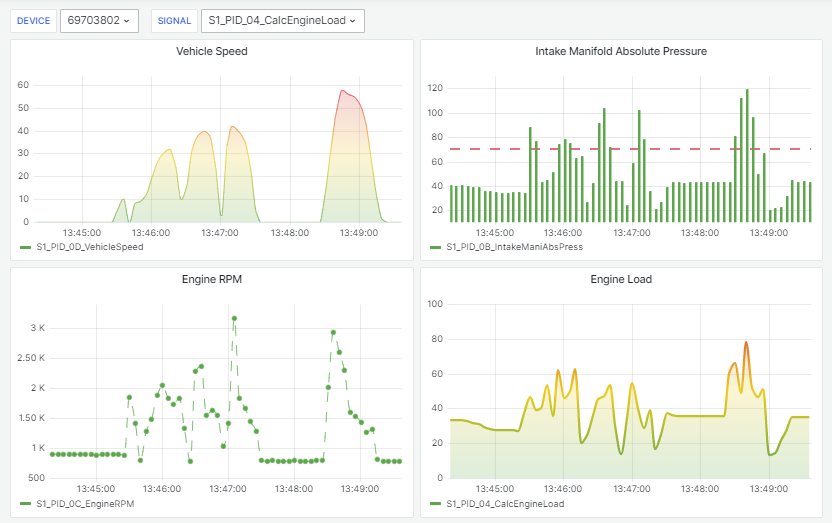 DEVICE 69703802 SIGNAL S1_PID_04_CalcEngineLoad
Vehicle Speed
60
50
40
30
20
10
0
13:45:00 13:46:00 13:47:00 13:48:00 13:49:00
S1_PID_0D_VehicleSpeed
Intake Manifold Absolute Pressure
120
100
80
60
40
20
13:45:00 13:46:00 13:47:00 13:48:00 13:49:00
S1_PID_0B_IntakeManiAbsPress
Engine RPM
3 K
2.50 K
2 K
1.50 K
1 K
500
13:45:00 13:46:00 13:47:00 13:48:00 13:49:00
S1_PID_0C_EngineRPM
Engine Load
100
80
60
40
20
0
13:45:00 13:46:00 13:47:00 13:48:00 13:49:00
S1_PID_04_CalcEngineLoad